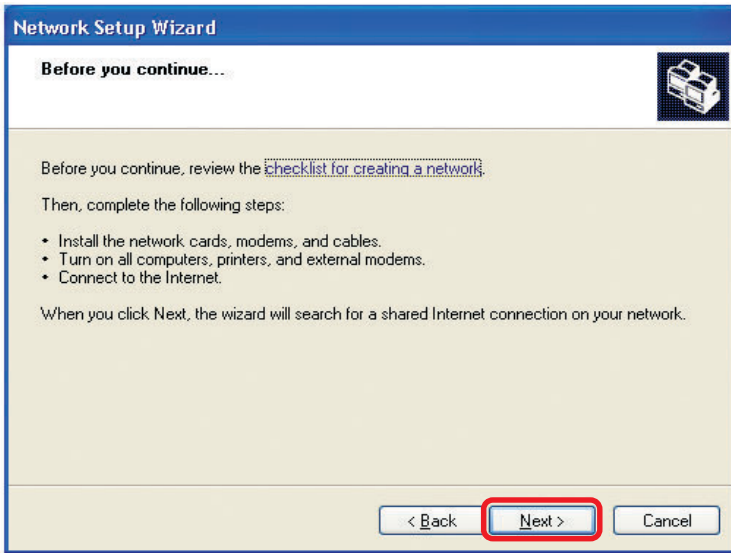 Network Setup Wizard
Before you continue...
Before you continue, review the checklist for creating a network.
Then, complete the following steps:
• Install the network cards, modems, and cables.
• Turn on all computers, printers, and external modems.
• Connect to the Internet.
When you click Next, the wizard will search for a shared Internet connection on your network.
< Back Next > Cancel